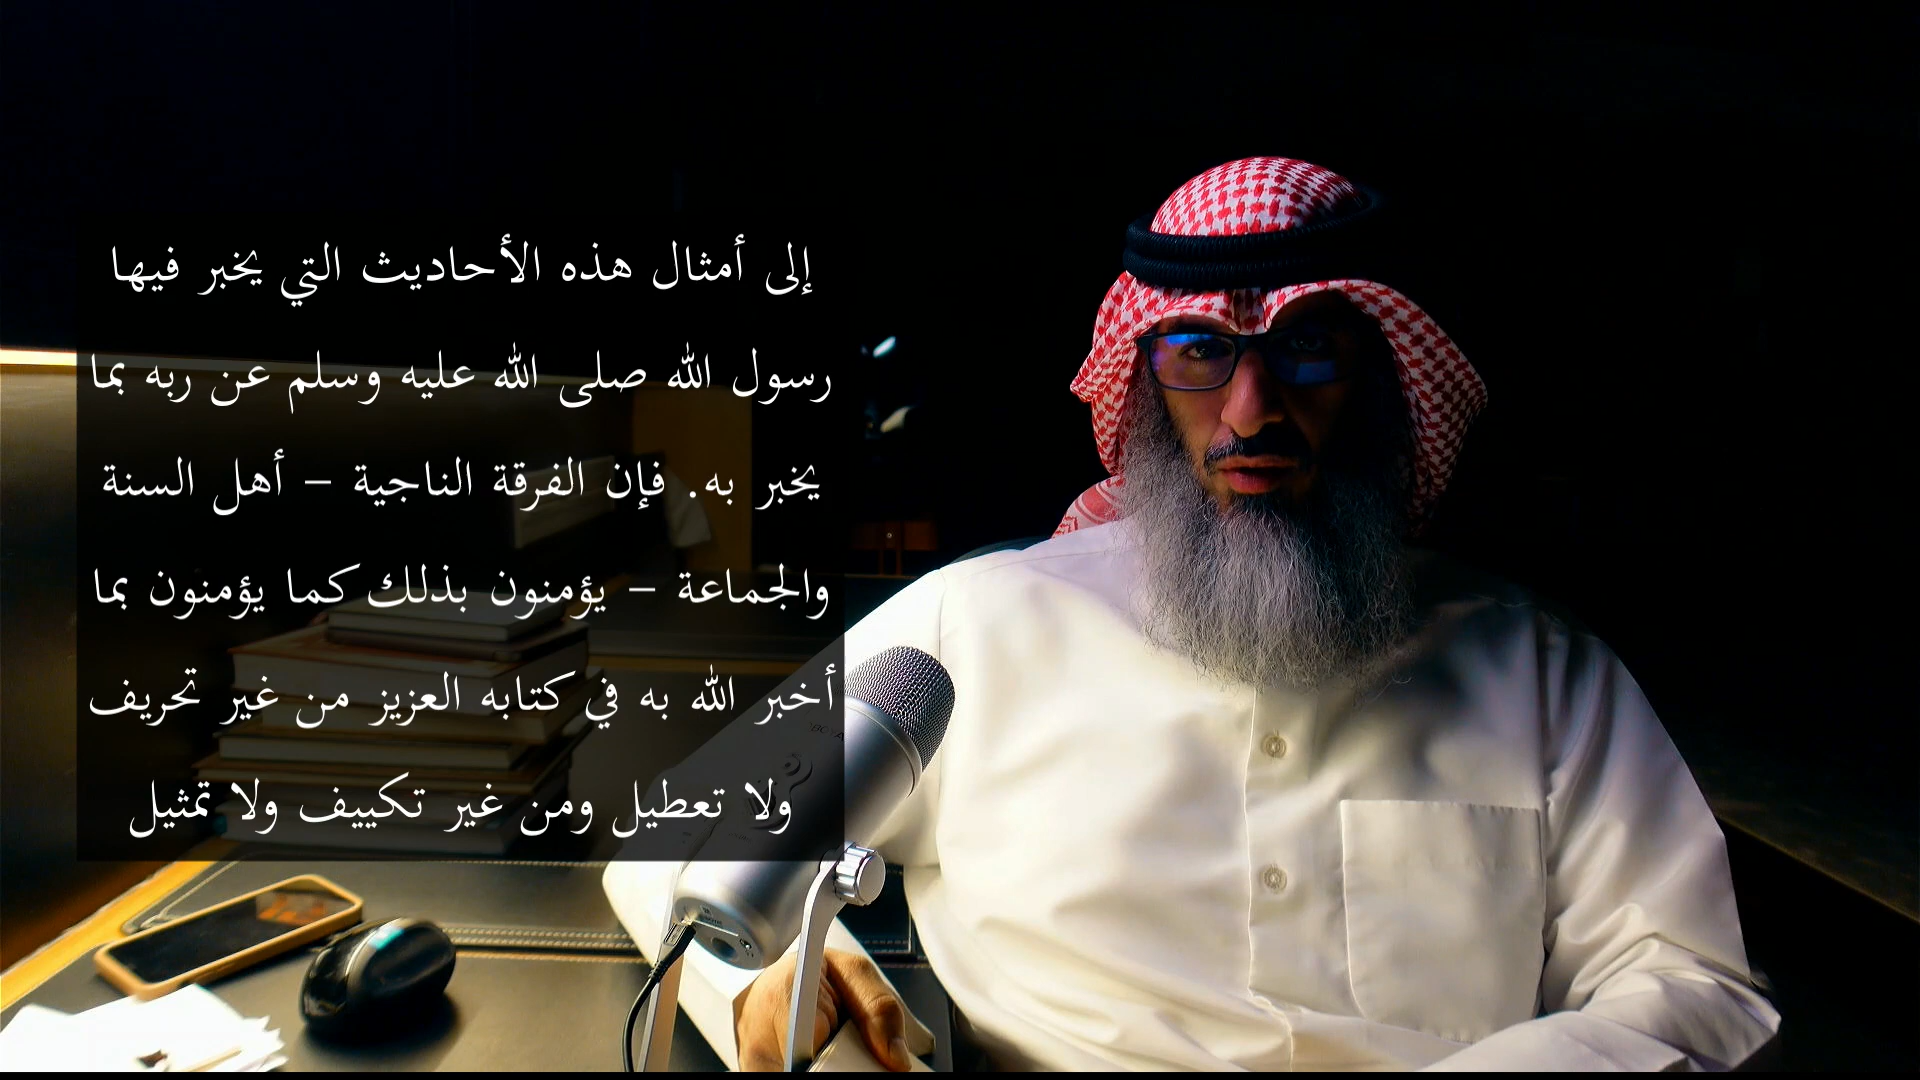 إلى أمثال هذه الأحاديث التي يخبر فيها
رسول الله صلى الله عليه وسلم عن ربه بما
يخبر به. فإن الفرقة الناجية – أهل السنة
والجماعة – يؤمنون بذلك كما يؤمنون بما
أخبر الله به في كتابه العزيز من غير تحريف
ولا تعطيل ومن غير تكييف ولا تمثيل